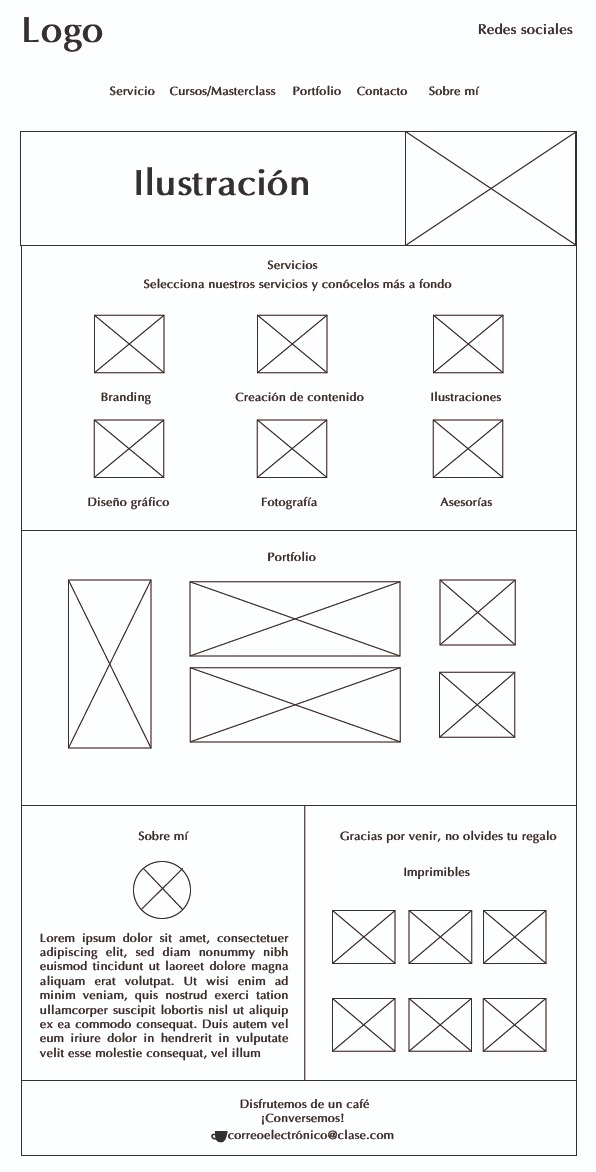 Logo
Redes sociales
Servicio Cursos/Masterclass Portfolio Contacto Sobre mí
Ilustración
Servicios
Selecciona nuestros servicios y conócelos más a fondo
Branding Creación de contenido Ilustraciones
Diseño gráfico Fotografía Asesorías
Portfolio
Sobre mí
Lorem ipsum dolor sit amet, consectetuer
adipiscing elit, sed diam nonummy nibh
euismod tincidunt ut laoreet dolore magna
aliquam erat volutpat. Ut wisi enim ad
minim veniam, quis nostrud exerci tation
ullamcorper suscipit lobortis nisl ut aliquip
ex ea commodo consequat. Duis autem vel
eum iriure dolor in hendrerit in vulputate
velit esse molestie consequat, vel illum
Gracias por venir, no olvides tu regalo
Imprimibles
Disfrutemos de un café
¡Conversemos!
correoelectrónico@clase.com